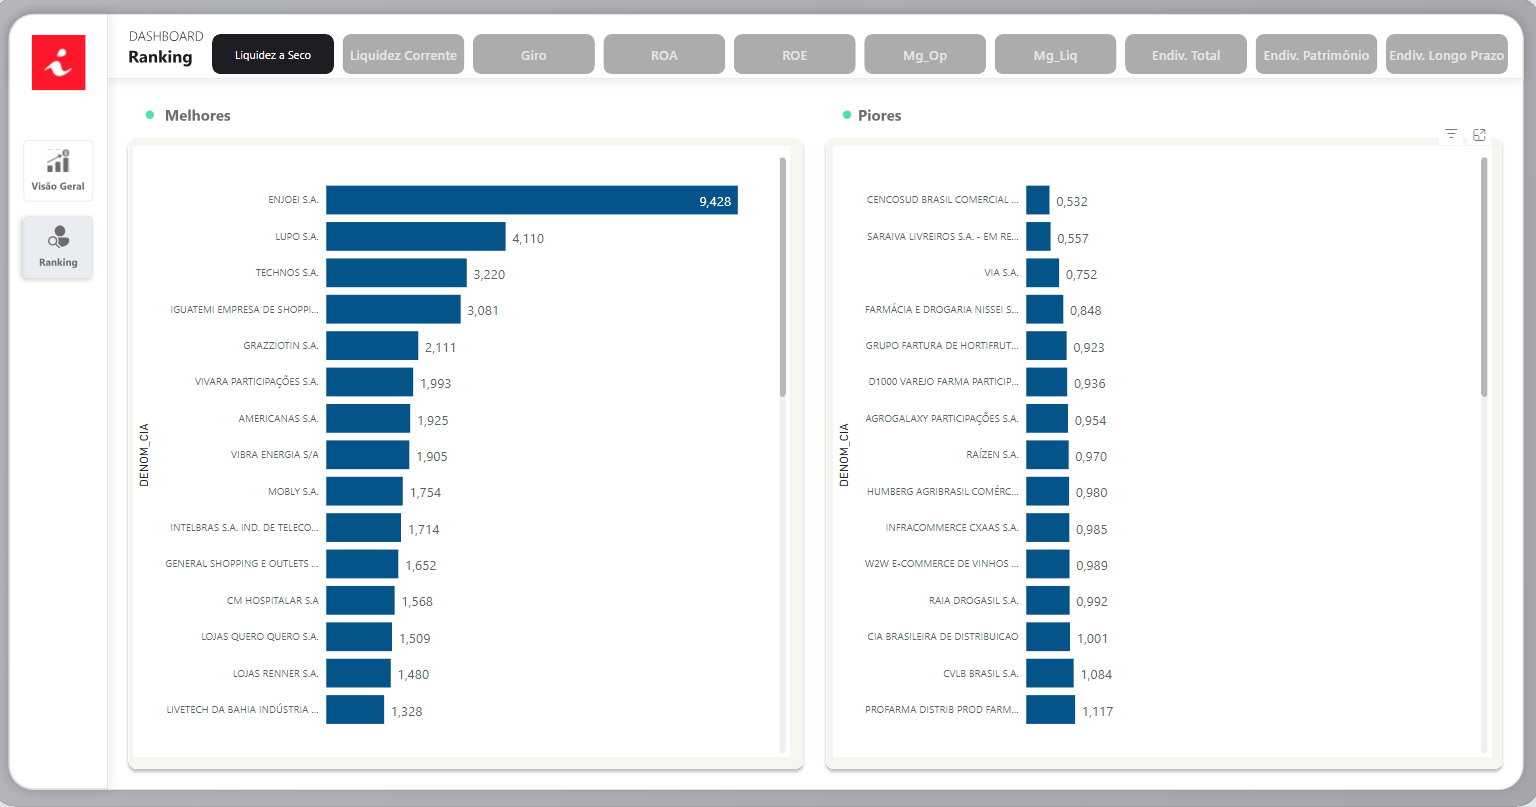 DASHBOARD
Ranking
Liquidez a Seco
Liquidez Corrente
Giro
ROA
ROE
Mg_Op
Mg_Liq
Endiv. Total
Endiv. Patrimônio
Endiv. Longo Prazo
Visão Geral
Ranking
Melhores
DENOM_CIA
ENJOEI S.A. 9,428
LUPO S.A. 4,110
TECHNOS S.A. 3,220
IGUATEMI EMPRESA DE SHOPPI... 3,081
GRAZZIOTIN S.A. 2,111
VIVARA PARTICIPAÇÕES S.A. 1,993
AMERICANAS S.A. 1,925
VIBRA ENERGIA S/A 1,905
MOBLY S.A. 1,754
INTELBRAS S.A. IND. DE TELECO... 1,714
GENERAL SHOPPING E OUTLETS ... 1,652
CM HOSPITALAR S.A 1,568
LOJAS QUERO QUERO S.A. 1,509
LOJAS RENNER S.A. 1,480
LIVETECH DA BAHIA INDÚSTRIA ... 1,328
Piores
DENOM_CIA
CENCOSUD BRASIL COMERCIAL ... 0,532
SARAIVA LIVREIROS S.A. - EM RE... 0,557
VIA S.A. 0,752
FARMÁCIA E DROGARIA NISSEI S... 0,848
GRUPO FARTURA DE HORTIFRUT... 0,923
D1000 VAREJO FARMA PARTICIP... 0,936
AGROGALAXY PARTICIPAÇÕES S.A. 0,954
RAÍZEN S.A. 0,970
HUMBERG AGRIBRASIL COMÉRC... 0,980
INFRACOMMERCE CXAAS S.A. 0,985
W2W E-COMMERCE DE VINHOS ... 0,989
RAIA DROGASIL S.A. 0,992
CIA BRASILEIRA DE DISTRIBUICAO 1,001
CVLB BRASIL S.A. 1,084
PROFARMA DISTRIB PROD FARM... 1,117